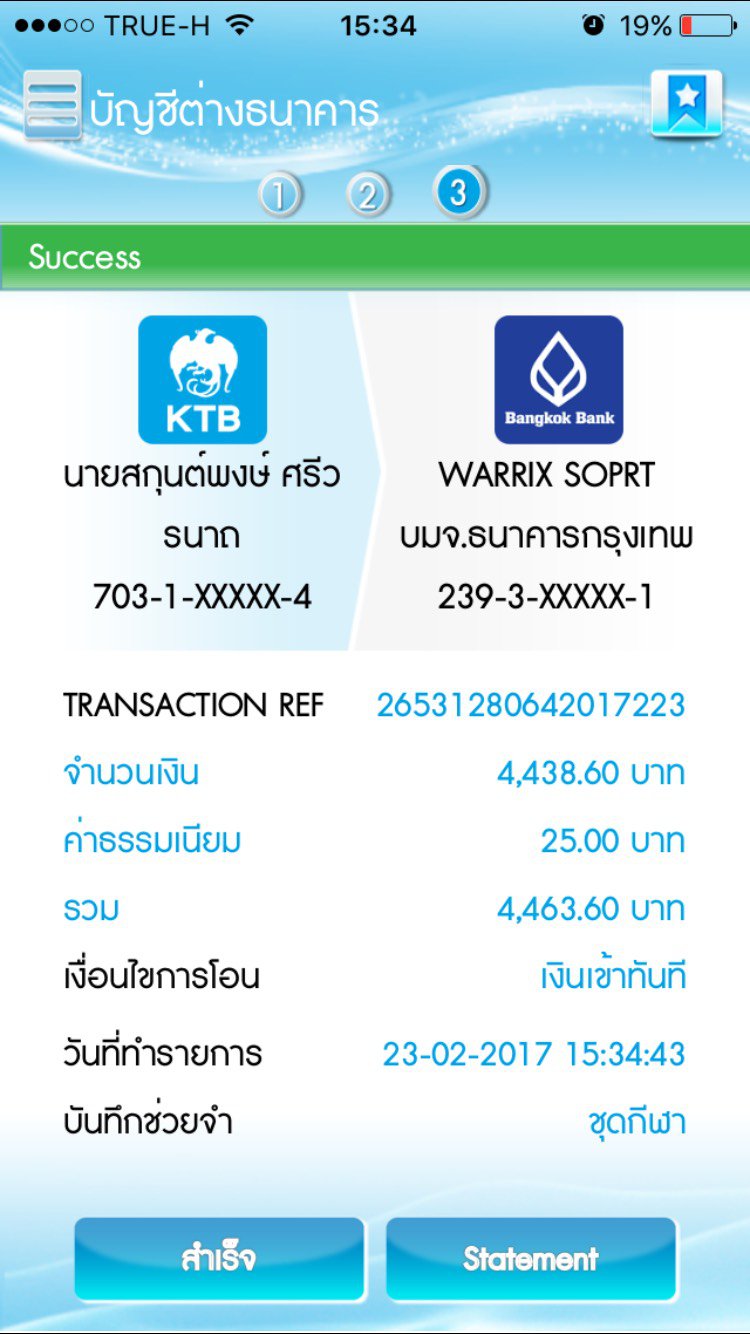 TRUE-H 15:34 19%
บัญชีต่างธนาคาร
1 2 3
Success
KTB
Bangkok Bank
นายสกุนต์พงษ์ ศรีว
รนาถ
703-1-XXXXX-4
WARRIX SOPRT
บมจ.ธนาคารกรุงเทพ
239-3-XXXXX-1
TRANSACTION REF 26531280642017223
จำนวนเงิน 4,438.60 บาท
ค่าธรรมเนียม 25.00 บาท
รวม 4,463.60 บาท
เงื่อนไขการโอน เงินเข้าทันที
วันที่ทำรายการ 23-02-2017 15:34:43
บันทึกช่วยจำ ชุดกีฬา
สำเร็จ Statement